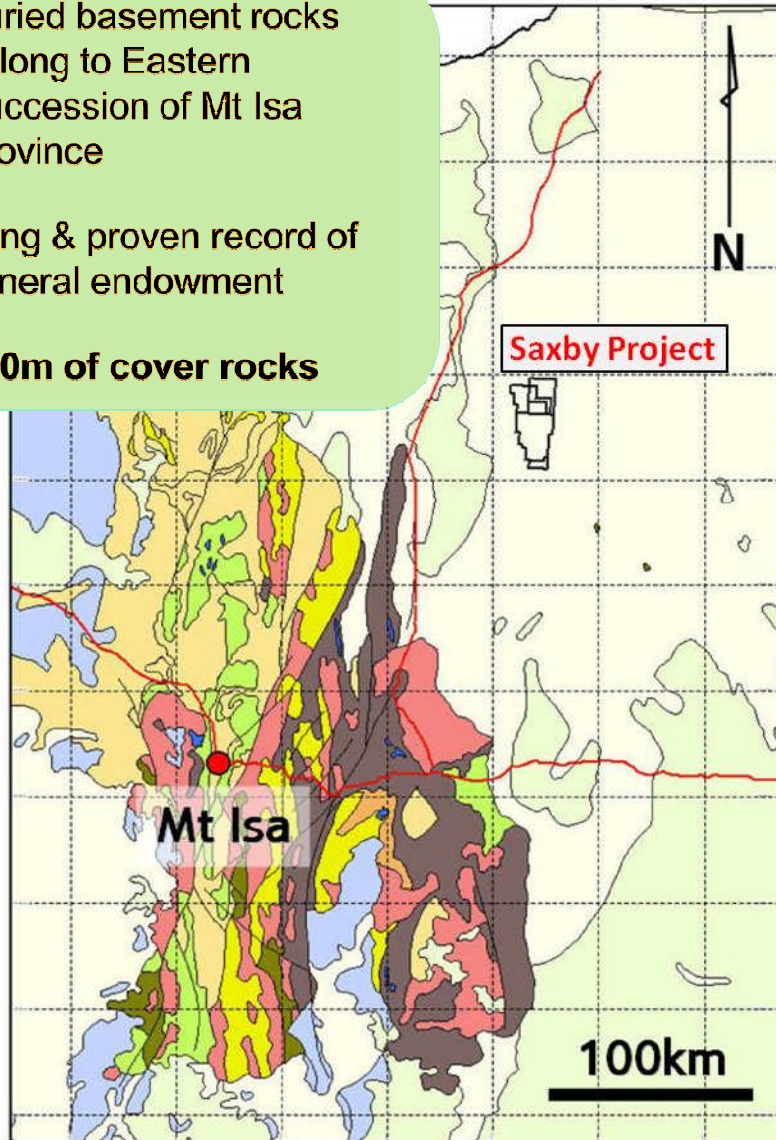 uried basement rocks
long to Eastern
uccession of Mt Isa
ovince
ng & proven record of
neral endowment
0m of cover rocks
N
Saxby Project
Mt Isa
100km